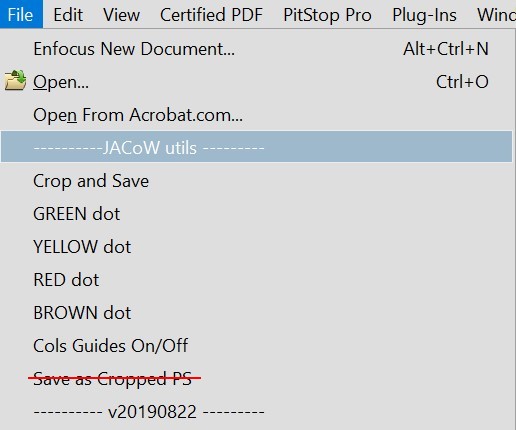 File Edit View Certified PDF PitStop Pro Plug-Ins Wind
Enfocus New Document... Alt+Ctrl+N
Open... Ctrl+O
Open From Acrobat.com...
----------JACoW utils ---------
Crop and Save
GREEN dot
YELLOW dot
RED dot
BROWN dot
Cols Guides On/Off
Save as Cropped PS
---------- v20190822 ---------